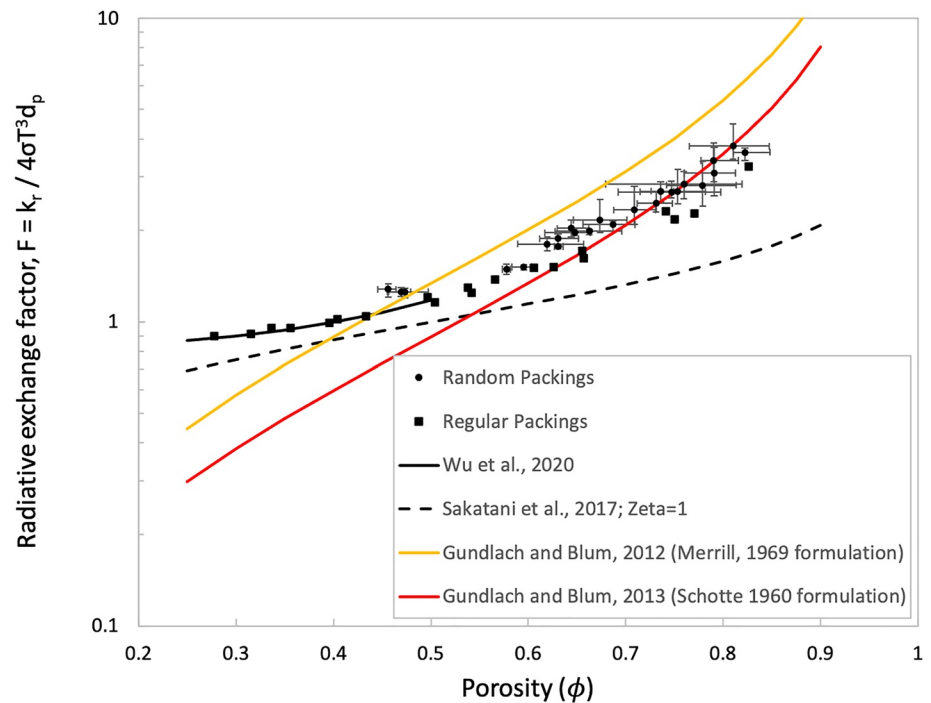 10
1
0.1
Radiative exchange factor, F = kᵣ / 4σT³dₚ
0.2 0.3 0.4 0.5 0.6 0.7 0.8 0.9 1
Porosity (ϕ)
Random Packings
Regular Packings
Wu et al., 2020
Sakatani et al., 2017; Zeta=1
Gundlach and Blum, 2012 (Merrill, 1969 formulation)
Gundlach and Blum, 2013 (Schotte 1960 formulation)